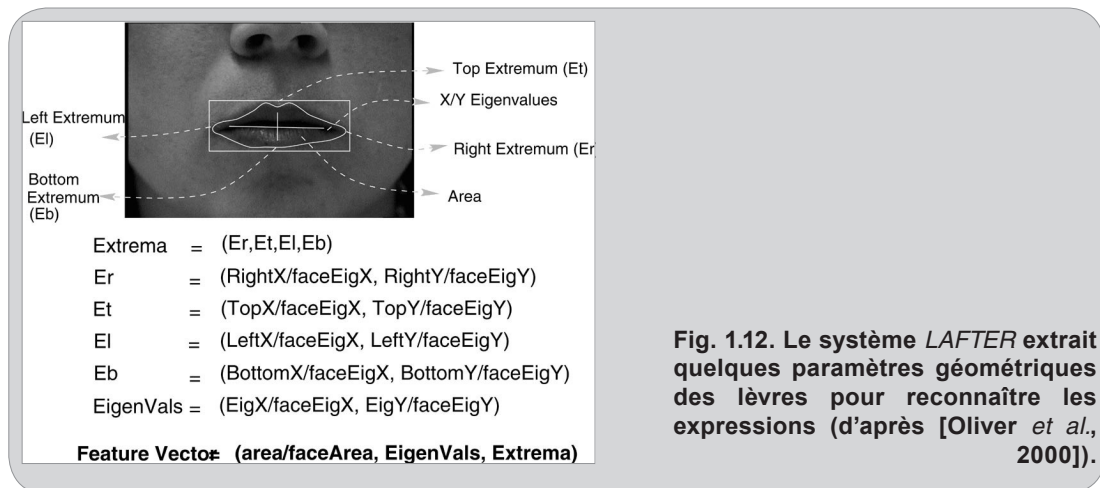 Top Extremum (Et)
X/Y Eigenvalues
Left Extremum
(El)
Right Extremum (Er
Bottom
Extremum
(Eb)
Area
Extrema = (Er,Et,El,Eb)
Er = (RightX/faceEigX, RightY/faceEigY)
Et = (TopX/faceEigX, TopY/faceEigY)
El = (LeftX/faceEigX, LeftY/faceEigY)
Eb = (BottomX/faceEigX, BottomY/faceEigY)
EigenVals = (EigX/faceEigX, EigY/faceEigY)
Feature Vector= (area/faceArea, EigenVals, Extrema)
Fig. 1.12. Le système LAFTER extrait
quelques paramètres géométriques
des lèvres pour reconnaître les
expressions (d'après [Oliver et al.,
2000]).